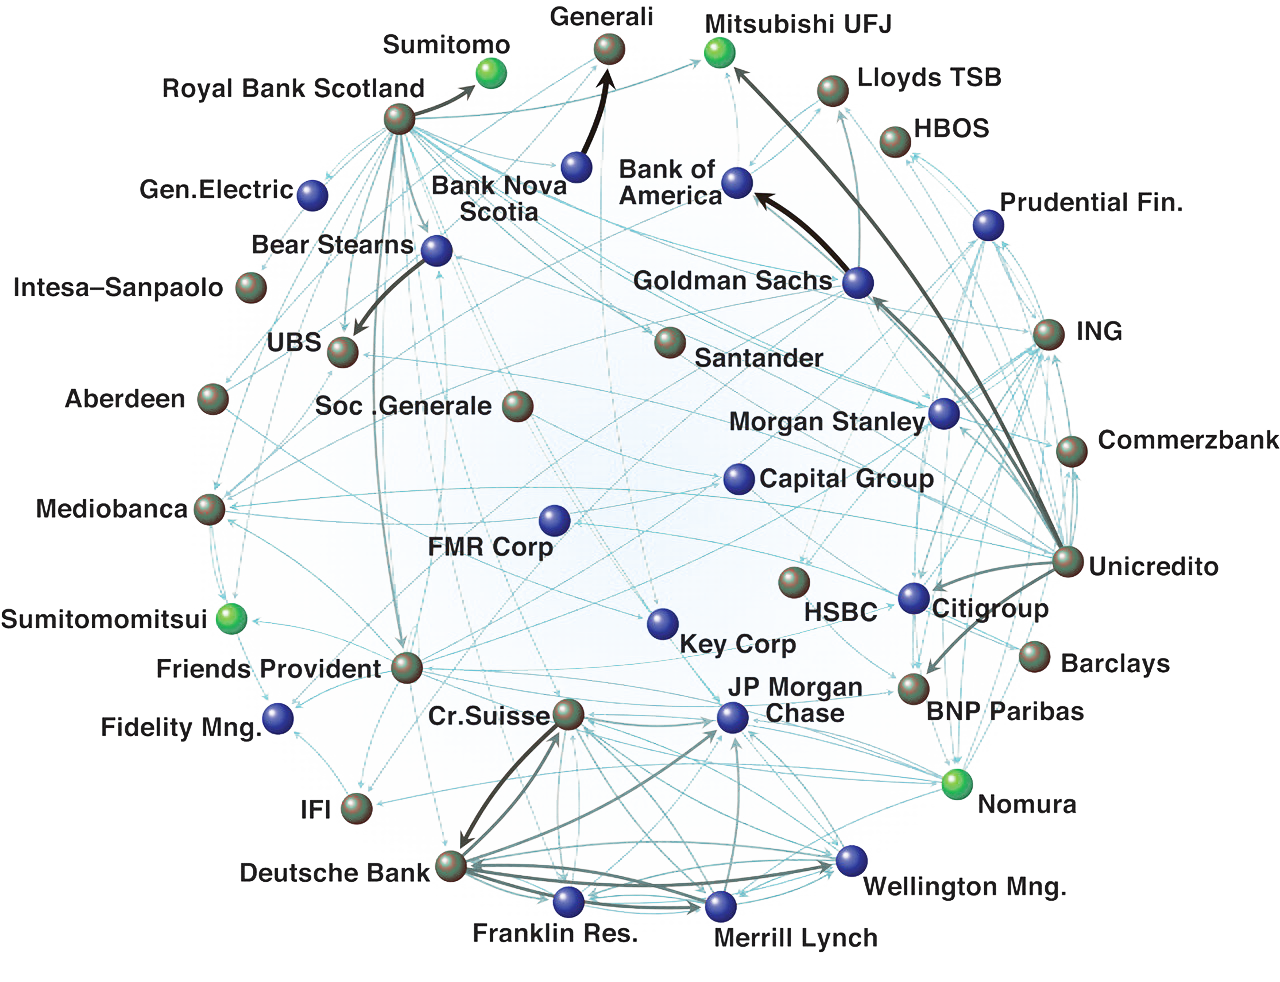 Generali
Mitsubishi UFJ
Sumitomo
Royal Bank Scotland
Lloyds TSB
HBOS
Gen.Electric
Bank Nova
Scotia
Bank of
America
Prudential Fin.
Bear Stearns
Intesa–Sanpaolo
Goldman Sachs
UBS
Santander
ING
Aberdeen
Soc .Generale
Morgan Stanley
Commerzbank
Capital Group
Mediobanca
FMR Corp
Unicredito
HSBC
Citigroup
Sumitomomitsui
Key Corp
Friends Provident
Barclays
JP Morgan
Chase
Cr.Suisse
BNP Paribas
Fidelity Mng.
IFI
Nomura
Deutsche Bank
Wellington Mng.
Franklin Res.
Merrill Lynch